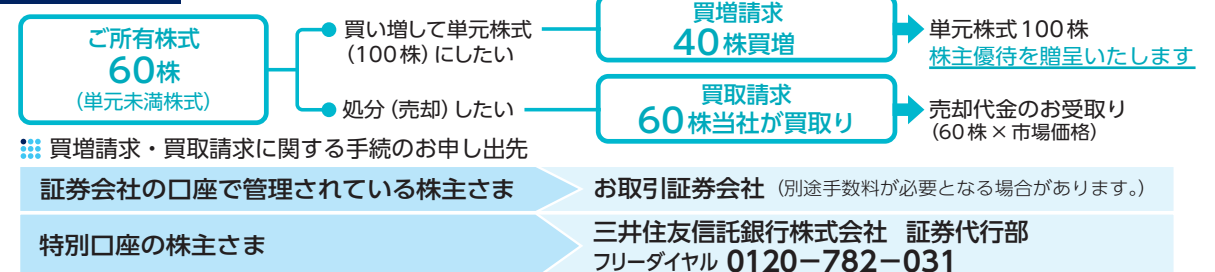 ご所有株式
60株
(単元未満株式)
買い増して単元株式
(100株)にしたい
買増請求
40株買増
単元株式100株
株主優待を贈呈いたします
処分(売却)したい
買取請求
60株当社が買取り
売却代金のお受取り
(60株×市場価格)
買増請求・買取請求に関する手続のお申し出先
証券会社の口座で管理されている株主さま
お取引証券会社(別途手数料が必要となる場合があります。)
特別口座の株主さま
三井住友信託銀行株式会社 証券代行部
フリーダイヤル 0120-782-031